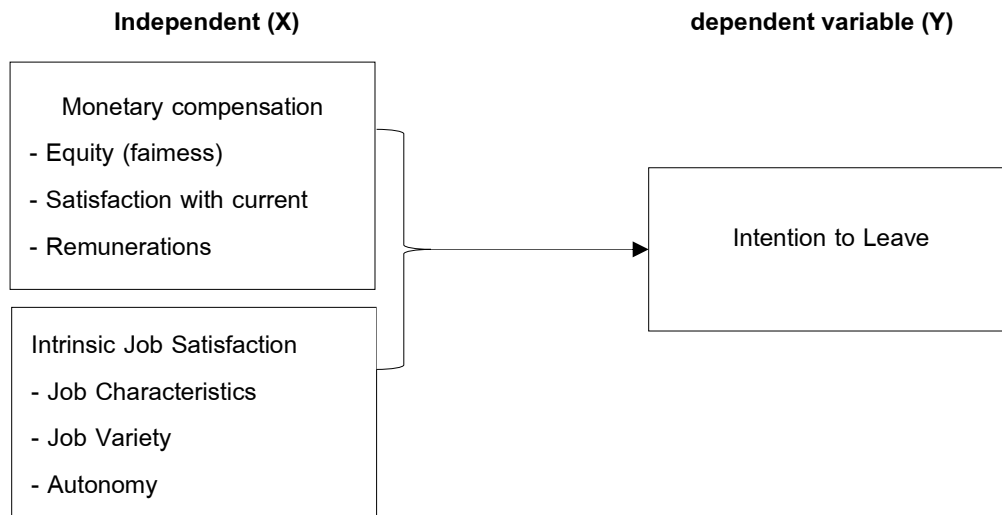 Independent (X)
dependent variable (Y)
Monetary compensation
- Equity (faimess)
- Satisfaction with current
- Remunerations
Intention to Leave
Intrinsic Job Satisfaction
- Job Characteristics
- Job Variety
- Autonomy